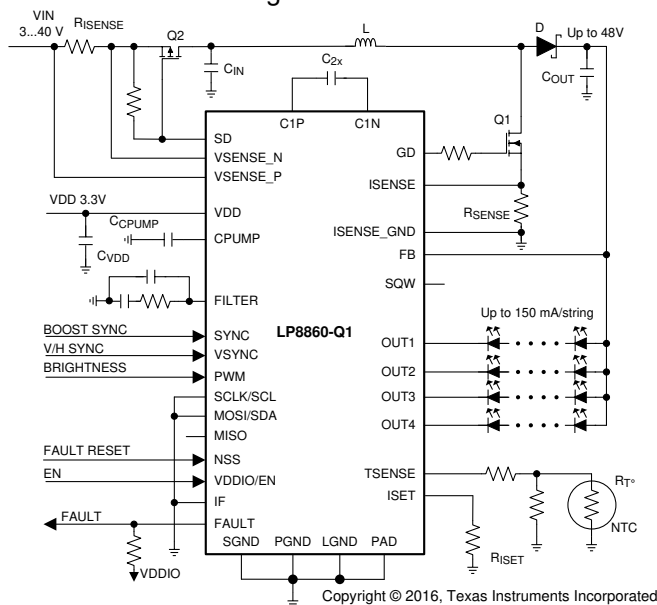 VIN
3...40 V
RISENSE
Q2
CIN
L
D
Up to 48V
COUT
C2x
C1P
C1N
Q1
SD
VSENSE_N
VSENSE_P
GD
ISENSE
RSENSE
VDD 3.3V
VDD
CCPUMP
CPUMP
CVDD
ISENSE_GND
FB
SQW
FILTER
LP8860-Q1
Up to 150 mA/string
BOOST SYNC
SYNC
V/H SYNC
VSYNC
BRIGHTNESS
PWM
OUT1
OUT2
OUT3
OUT4
SCLK/SCL
MOSI/SDA
MISO
FAULT RESET
NSS
EN
VDDIO/EN
IF
FAULT
FAULT
VDDIO
TSENSE
ISET
RISET
RT°
NTC
SGND
PGND
LGND
PAD
Copyright © 2016, Texas Instruments Incorporated